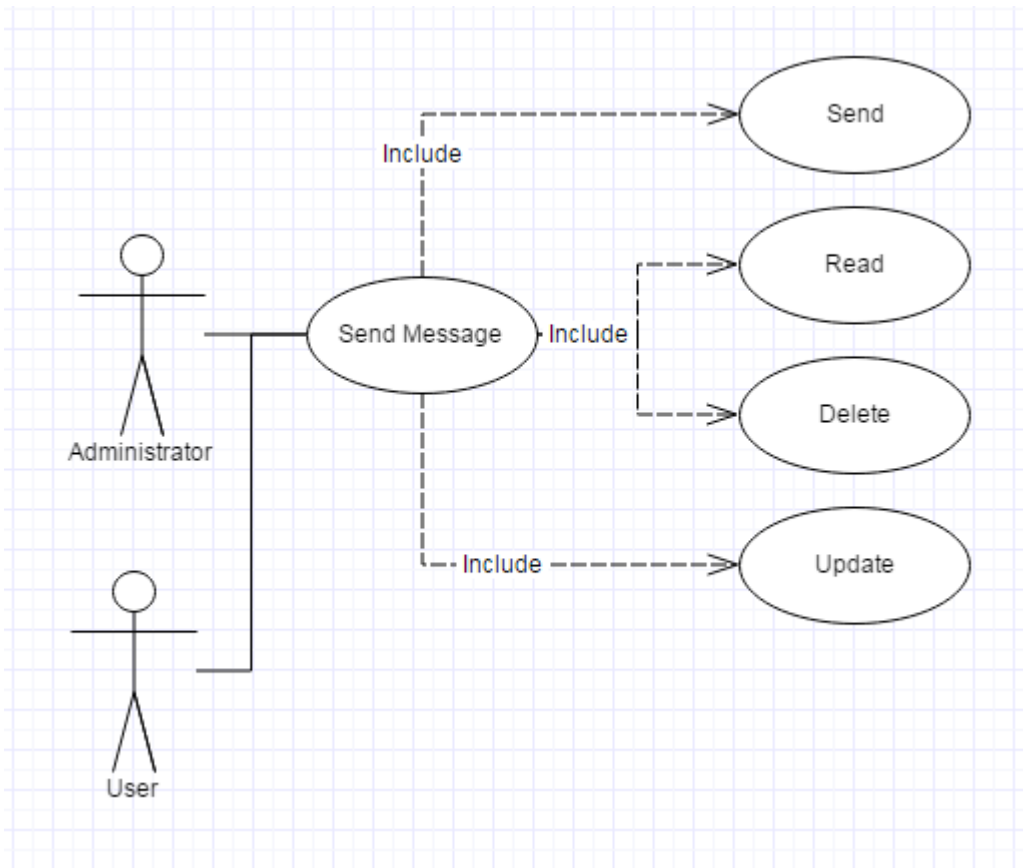 Send
Include
Read
Send Message
Include
Delete
Administrator
Include
Update
User